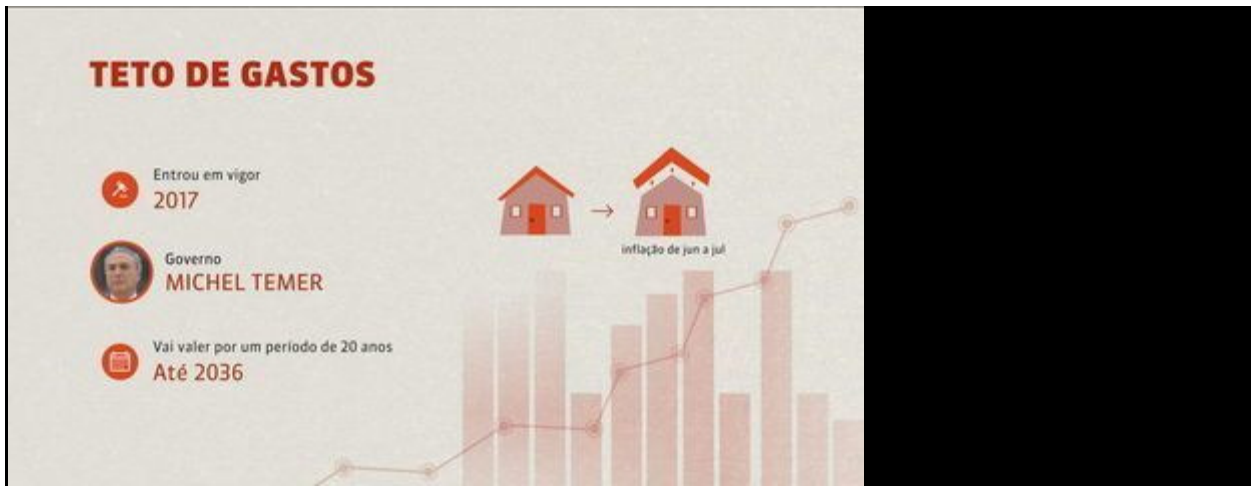 TETO DE GASTOS
Entrou em vigor
2017
Governo
MICHEL TEMER
Vai valer por um período de 20 anos
Até 2036
inflação de jun a jul